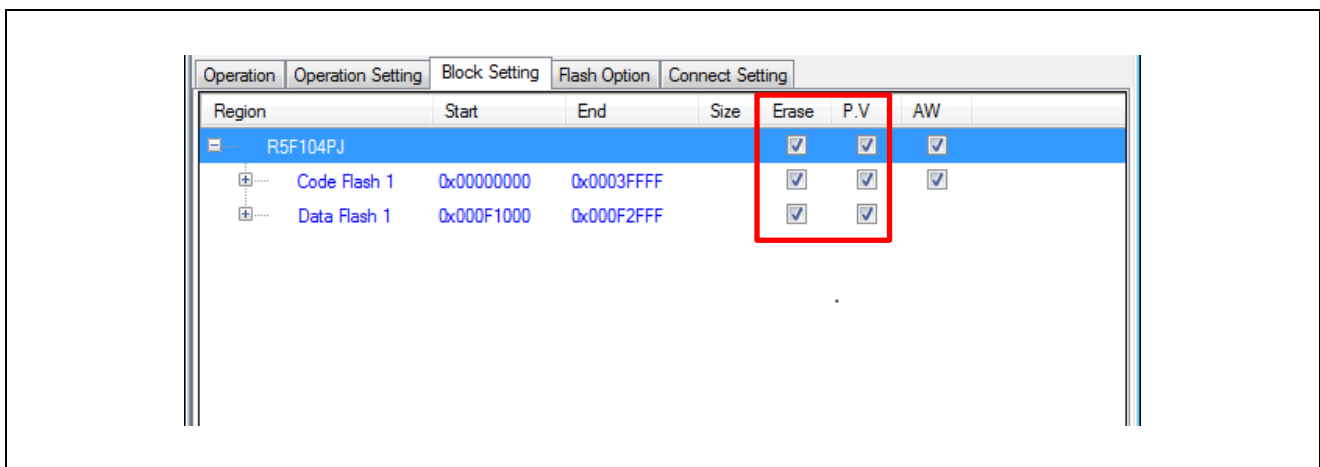 Operation Operation Setting Block Setting Flash Option Connect Setting
Region Start End Size Erase P.V AW
R5F104PJ
Code Flash 1 0x00000000 0x0003FFFF
Data Flash 1 0x000F1000 0x000F2FFF